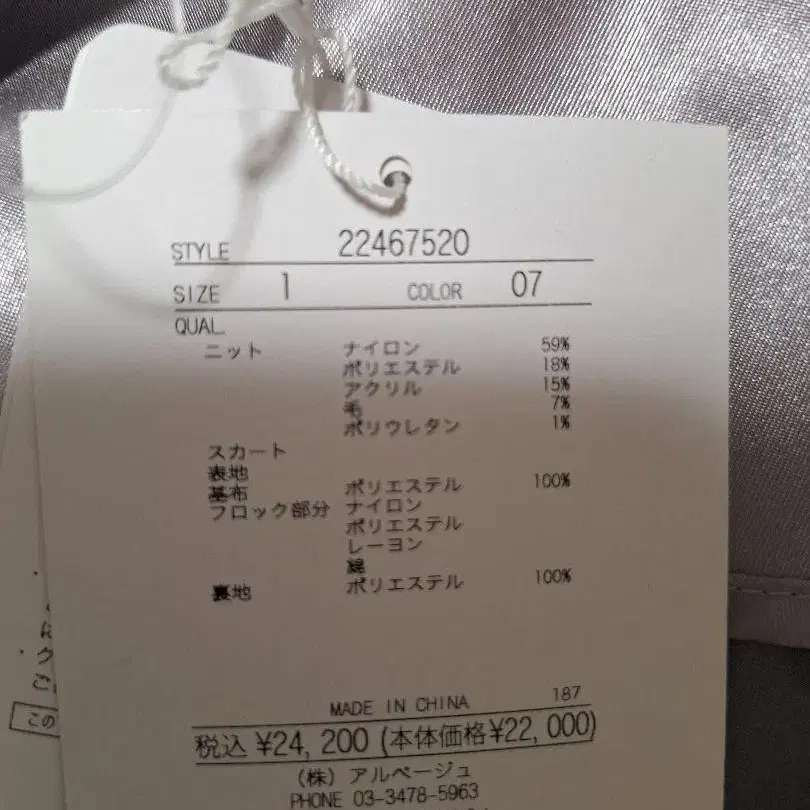 STYLE 22467520
SIZE 1 COLOR 07
QUAL.
ニット ナイロン 59%
ポリエステル 18%
アクリル 15%
毛 7%
ポリウレタン 1%
スカート
表地
基布 ポリエステル 100%
フロック部分 ナイロン
ポリエステル
レーヨン
綿
裏地 ポリエステル 100%
MADE IN CHINA 187
税込 ¥24,200 (本体価格¥22,000)
(株) アルページュ
PHONE 03-3478-5963
は
ク
この